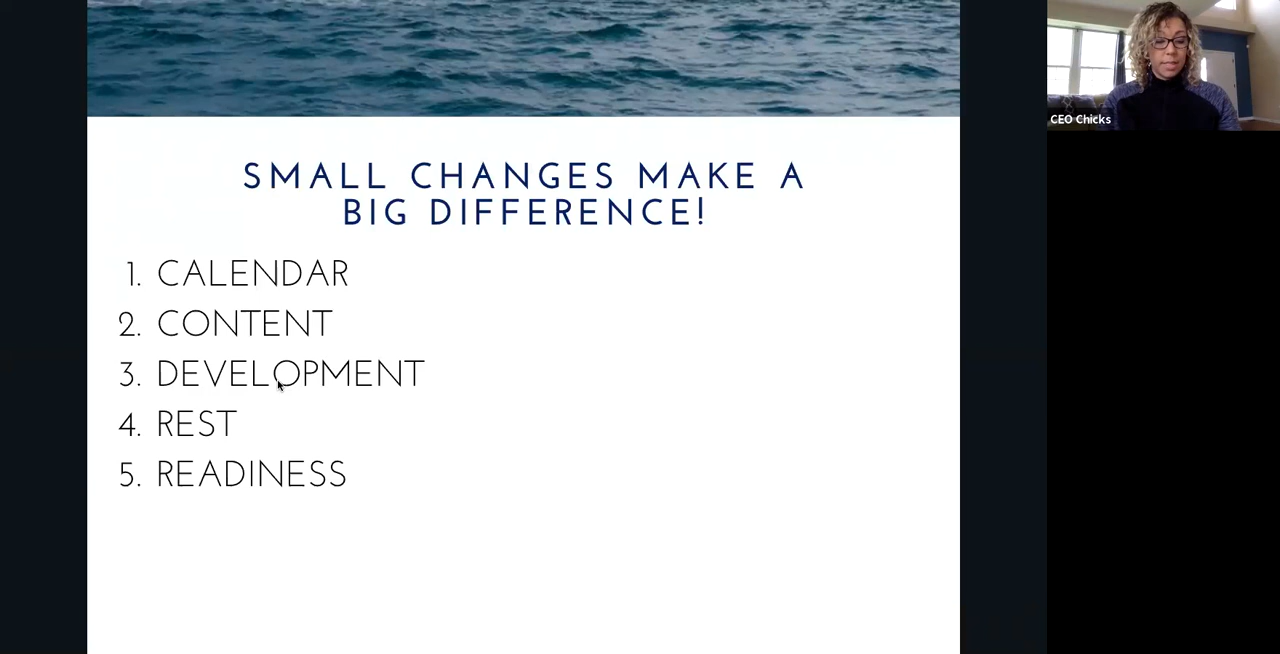 SMALL CHANGES MAKE A
BIG DIFFERENCE!
1. CALENDAR
2. CONTENT
3. DEVELOPMENT
4. REST
5. READINESS
CEO Chicks